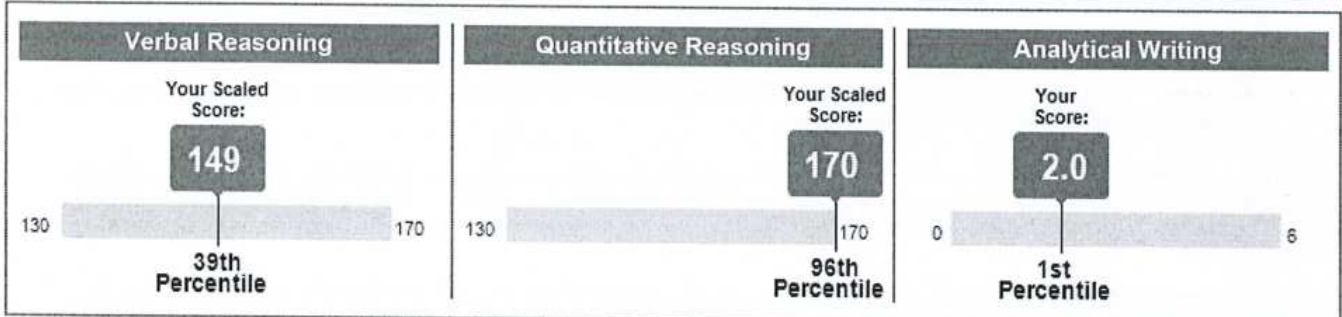 Verbal Reasoning
Your Scaled
Score:
149
130
170
39th
Percentile
Quantitative Reasoning
Your Scaled
Score:
170
130
170
96th
Percentile
Analytical Writing
Your
Score:
2.0
0
6
1st
Percentile